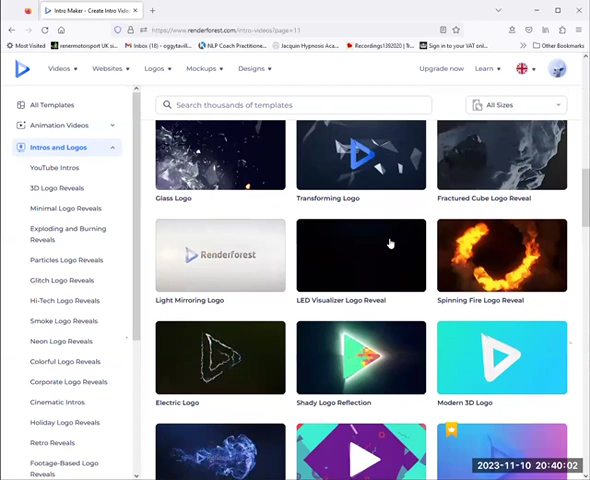 Intro Maker - Create Intro Video
https://www.renderforest.com/intro-videos?page=11
Most Visited
renermotorsport UK si
Inbox (18) - oggytavill
NLP Coach Practitione
Jacquin Hypnosis Acad
Recordings1392020 |
Sign in to your VAT onl
Other Bookmarks
Videos
Websites
Logos
Mockups
Designs
Upgrade now
Learn
All Templates
Search thousands of templates
All Sizes
Animation Videos
Intros and Logos
YouTube Intros
3D Logo Reveals
Minimal Logo Reveals
Exploding and Burning
Reveals
Particles Logo Reveals
Glitch Logo Reveals
Hi-Tech Logo Reveals
Smoke Logo Reveals
Neon Logo Reveals
Colorful Logo Reveals
Corporate Logo Reveals
Cinematic Intros
Holiday Logo Reveals
Retro Reveals
Footage-Based Logo
Reveals
Glass Logo
Transforming Logo
Fractured Cube Logo Reveal
Renderforest
Light Mirroring Logo
LED Visualizer Logo Reveal
Spinning Fire Logo Reveal
Electric Logo
Shady Logo Reflection
Modern 3D Logo
2023-11-10 20:40:02